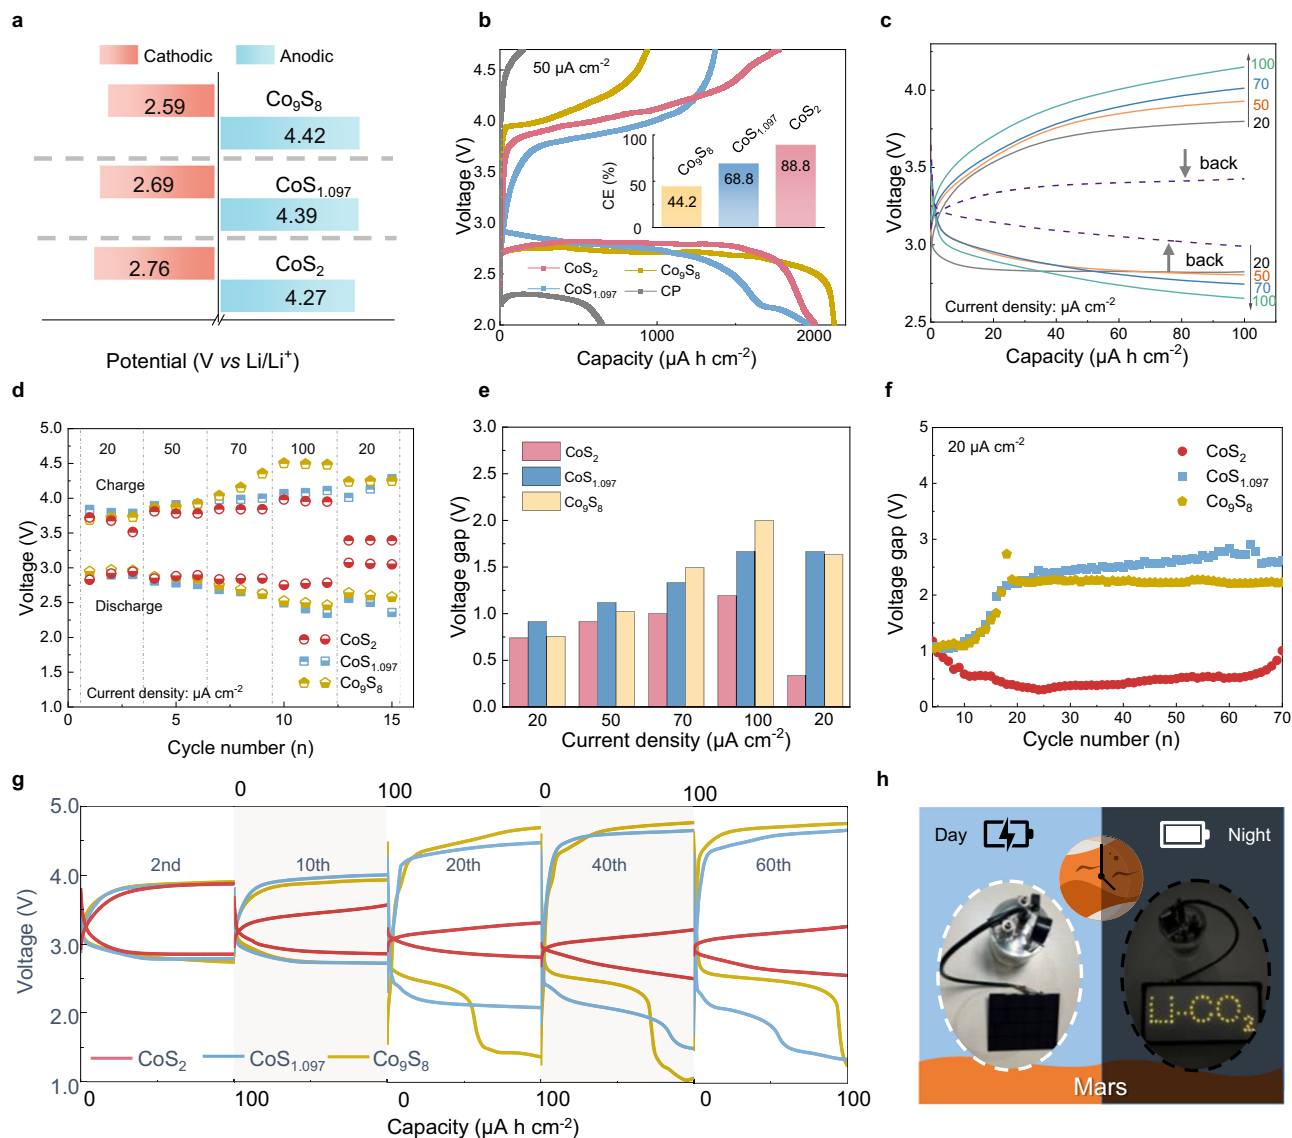 a
Cathodic
Anodic
2.59
Co9S8
4.42
2.69
CoS1.097
4.39
2.76
CoS2
4.27
Potential (V vs Li/Li+)
b
50 µA cm-2
Voltage (V)
4.5
4.0
3.5
3.0
2.5
2.0
CE (%)
100
50
0
Co9S8
CoS1.097
CoS2
44.2
68.8
88.8
CoS2
Co9S8
CoS1.097
CP
0
1000
2000
Capacity (µA h cm-2)
c
Voltage (V)
4.0
3.5
3.0
2.5
100
70
50
20
back
back
20
50
70
100
Current density: µA cm-2
0
20
40
60
80
100
Capacity (µA h cm-2)
d
Voltage (V)
5.0
4.5
4.0
3.5
3.0
2.5
2.0
1.5
1.0
20
50
70
100
20
Charge
Discharge
CoS2
CoS1.097
Co9S8
Current density: µA cm-2
0
5
10
15
Cycle number (n)
e
Voltage gap (V)
3.0
2.5
2.0
1.5
1.0
0.5
0.0
CoS2
CoS1.097
Co9S8
20
50
70
100
20
Current density (µA cm-2)
f
20 µA cm-2
CoS2
CoS1.097
Co9S8
Voltage gap (V)
5
4
3
2
1
0
10
20
30
40
50
60
70
Cycle number (n)
g
0
100
0
100
Voltage (V)
5.0
4.0
3.0
2.0
1.0
2nd
10th
20th
40th
60th
CoS2
CoS1.097
Co9S8
0
100
0
100
0
100
Capacity (µA h cm-2)
h
Day
Night
LI-CO2
Mars